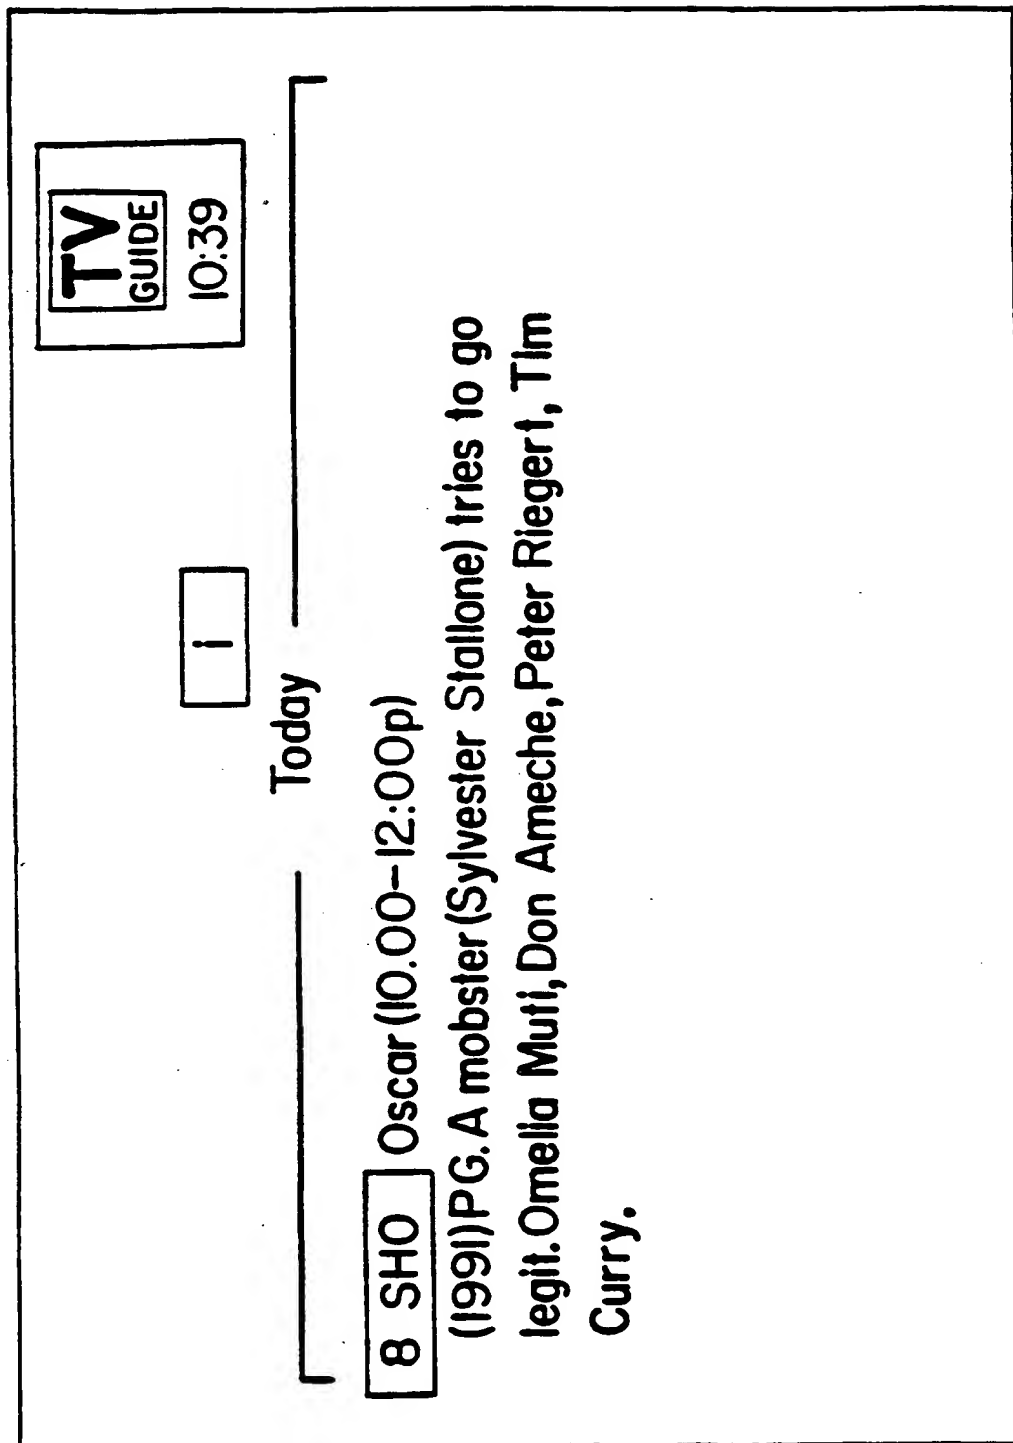 TV
GUIDE
10:39
i
Today
8 SHO Oscar (10.00-12:00p)
(1991) PG. A mobster (Sylvester Stallone) tries to go
legit. Omella Muti, Don Ameche, Peter Riegert, Tim
Curry.